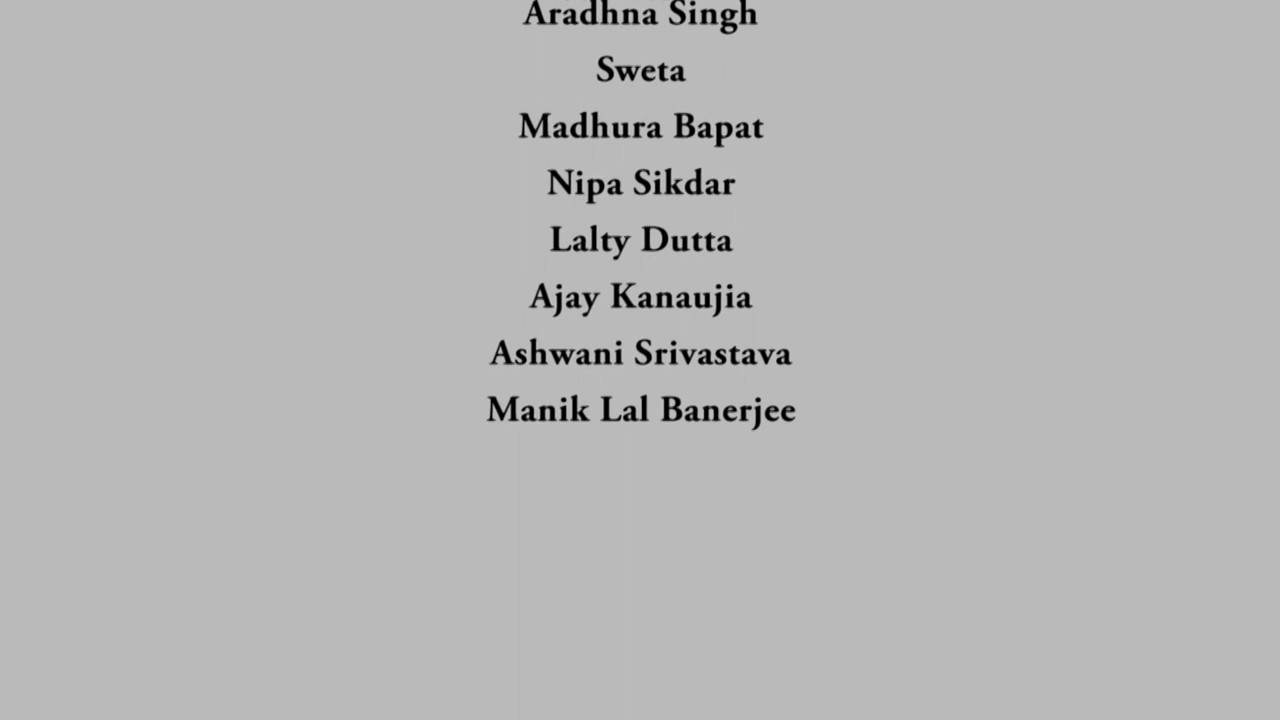 Aradhna Singh
Sweta
Madhura Bapat
Nipa Sikdar
Lalty Dutta
Ajay Kanaujia
Ashwani Srivastava
Manik Lal Banerjee